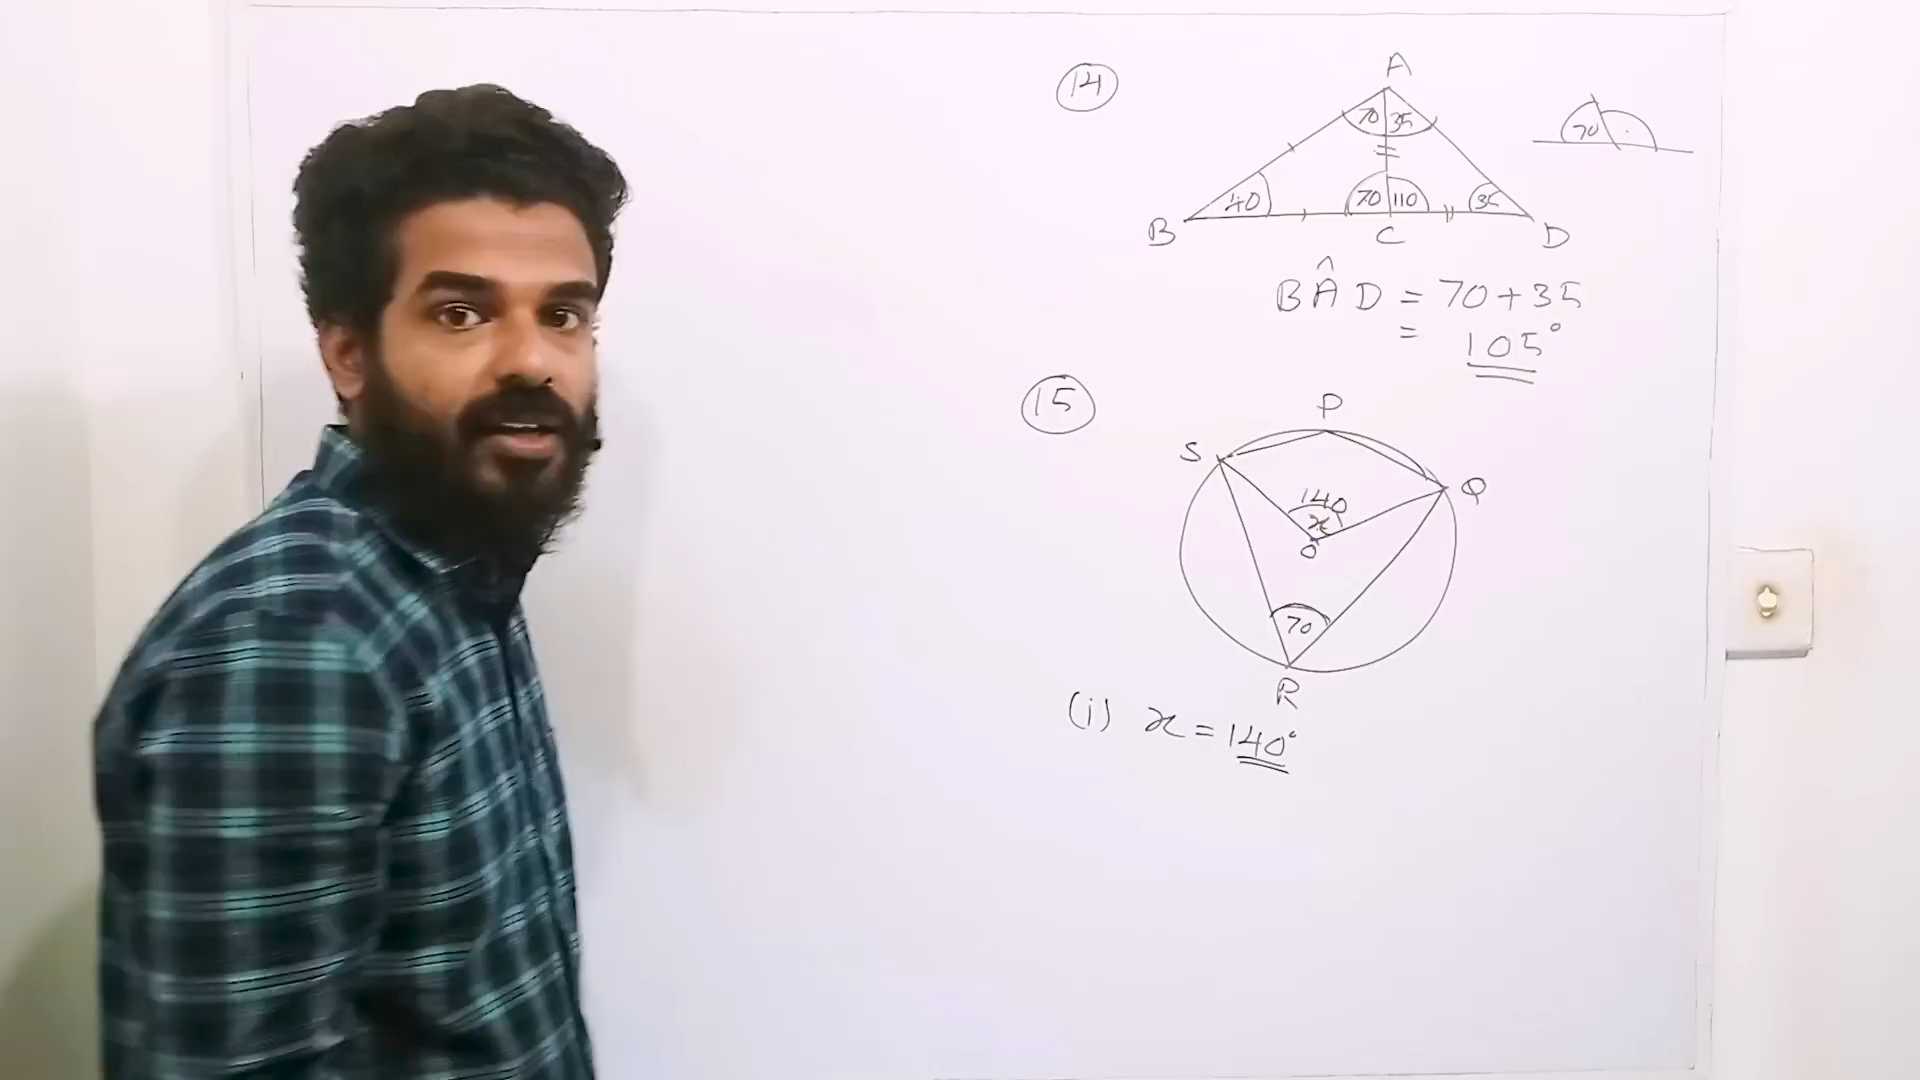 14
A
70 35
70
40 70 110 35
B C D
BÂD = 70+35
= 105°
15
P
S
Q
140
x
O
70
R
(i) x = 140°